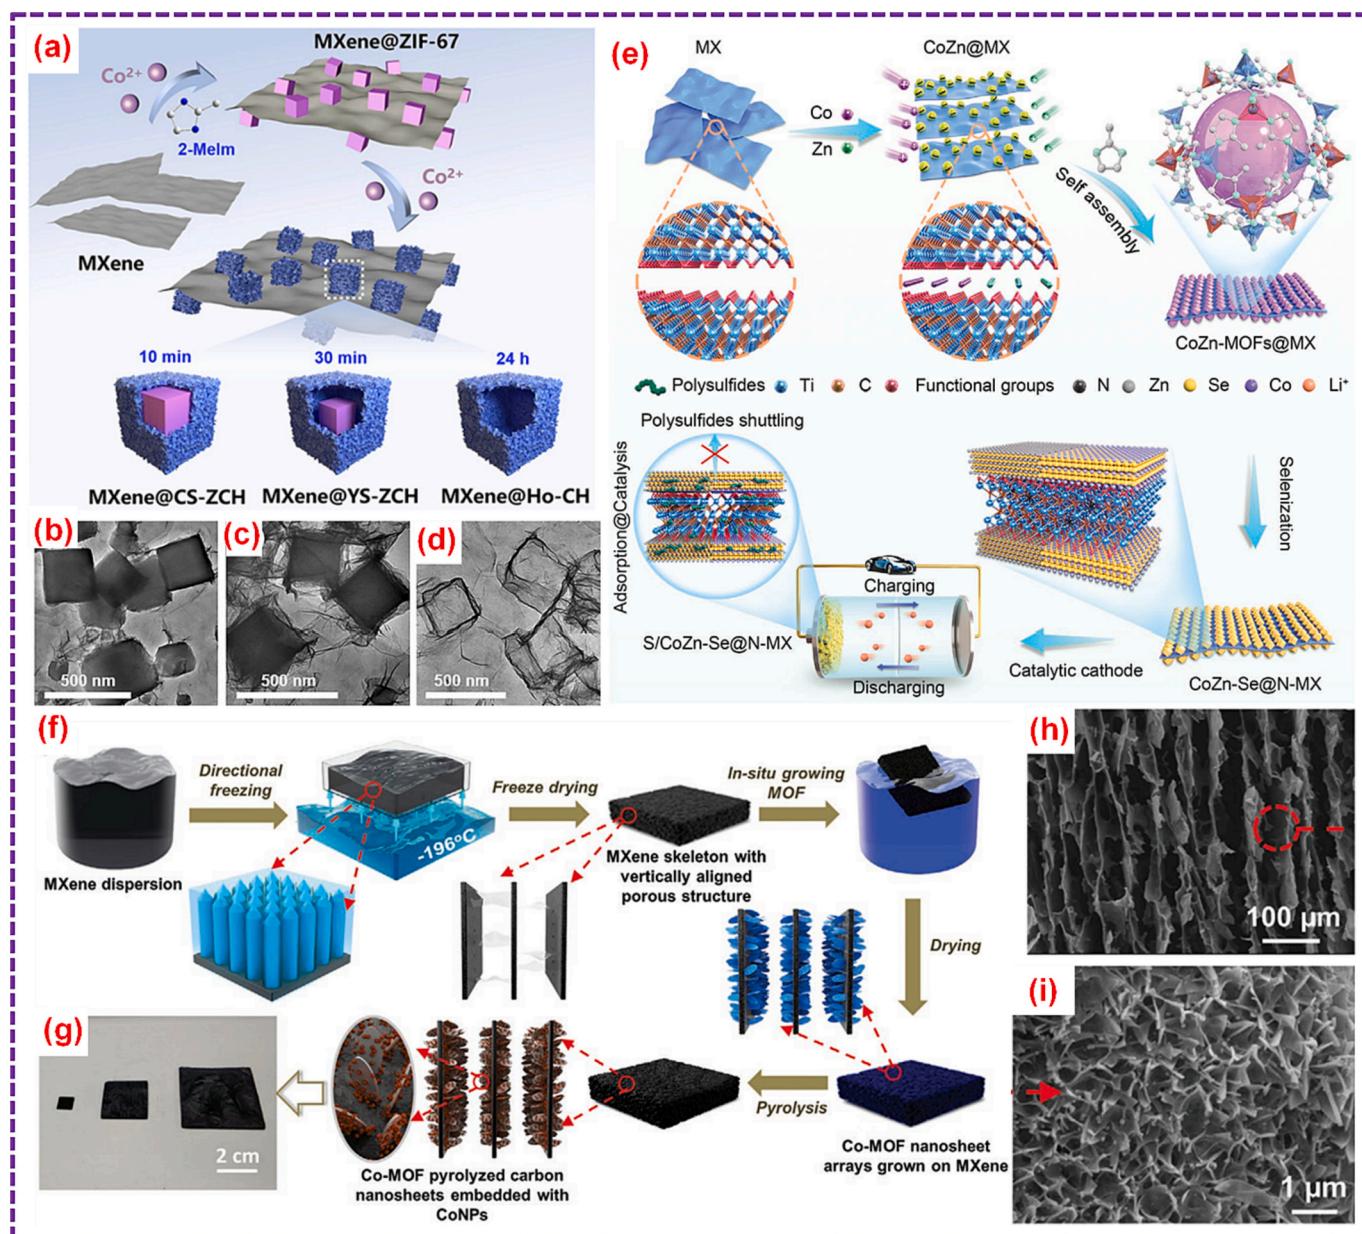 (a)
MXene@ZIF-67
Co²⁺
2-MeIm
Co²⁺
MXene
10 min
30 min
24 h
MXene@CS-ZCH
MXene@YS-ZCH
MXene@Ho-CH
(b)
500 nm
(c)
500 nm
(d)
500 nm
(e)
MX
CoZn@MX
Co
Zn
Self assembly
CoZn-MOFs@MX
Polysulfides
Ti
C
Functional groups
N
Zn
Se
Co
Li⁺
Polysulfides shuttling
Adsorption@Catalysis
Selenization
Charging
S/CoZn-Se@N-MX
Discharging
Catalytic cathode
CoZn-Se@N-MX
(f)
Directional
freezing
Freeze drying
In-situ growing
MOF
-196°C
MXene dispersion
MXene skeleton with
vertically aligned
porous structure
Drying
(g)
2 cm
Pyrolysis
Co-MOF pyrolyzed carbon
nanosheets embedded with
CoNPs
Co-MOF nanosheet
arrays grown on MXene
(h)
100 μm
(i)
1 μm